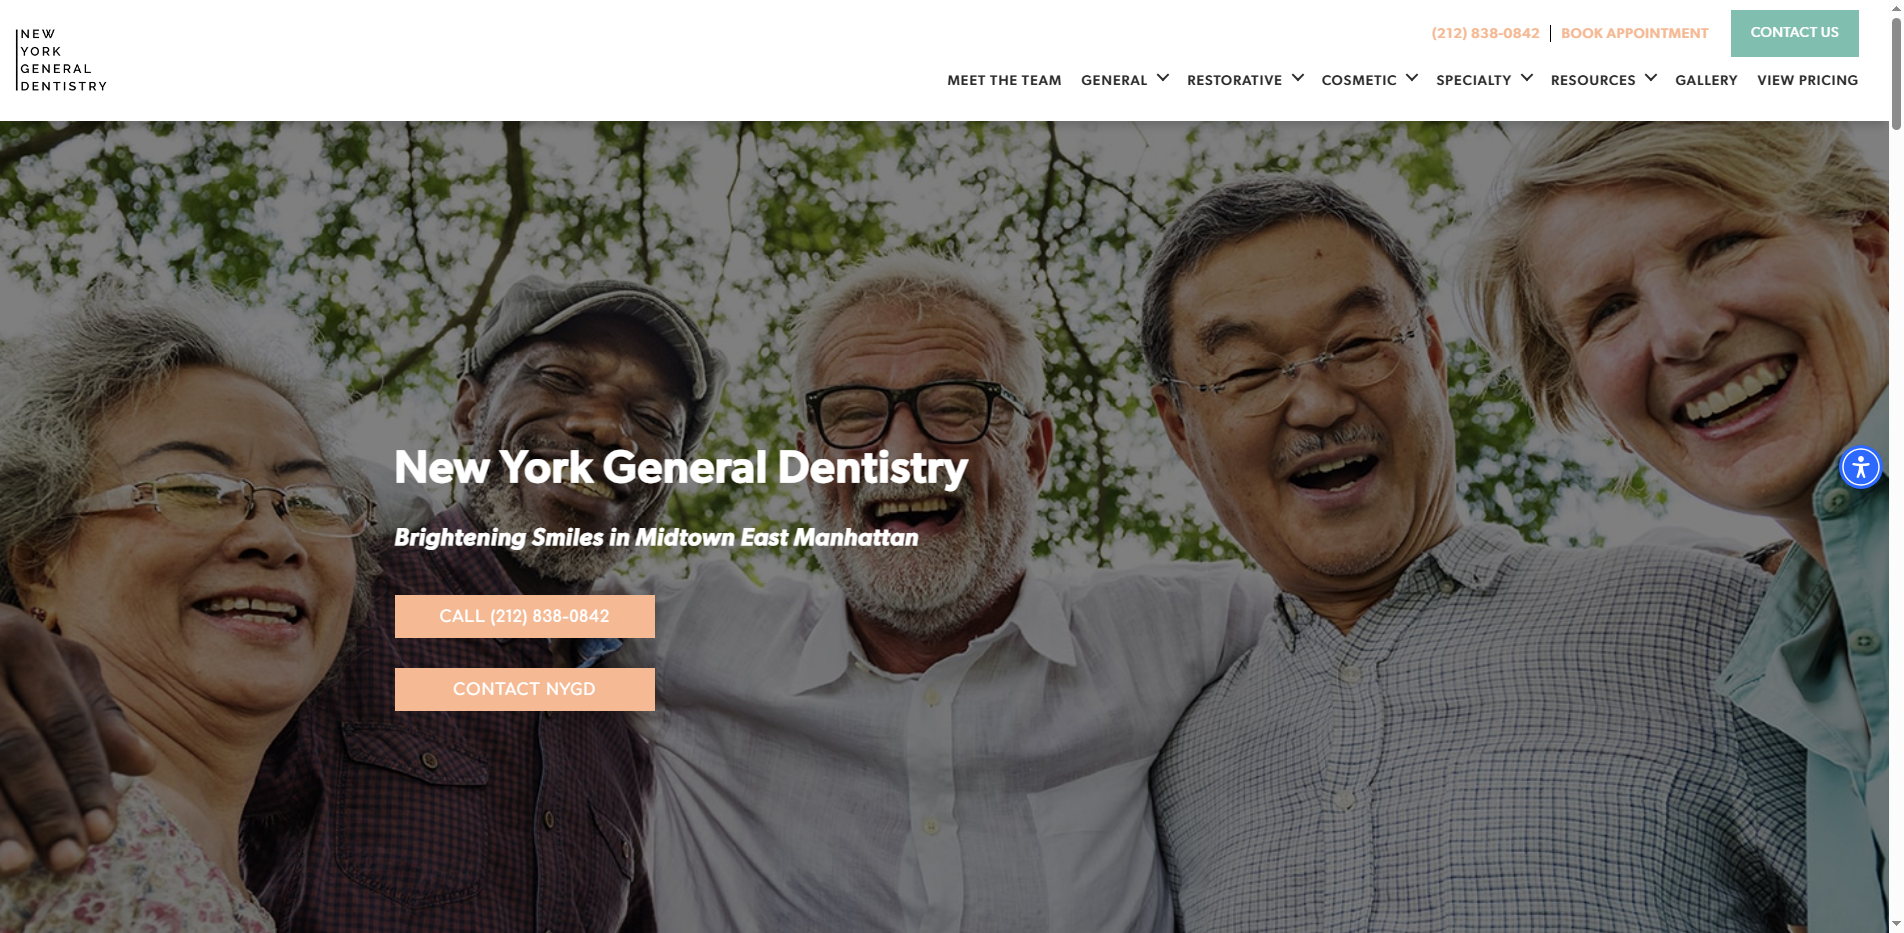 NEW
YORK
GENERAL
DENTISTRY
(212) 838-0842
BOOK APPOINTMENT
CONTACT US
MEET THE TEAM
GENERAL
RESTORATIVE
COSMETIC
SPECIALTY
RESOURCES
GALLERY
VIEW PRICING
New York General Dentistry
Brightening Smiles in Midtown East Manhattan
CALL (212) 838-0842
CONTACT NYGD